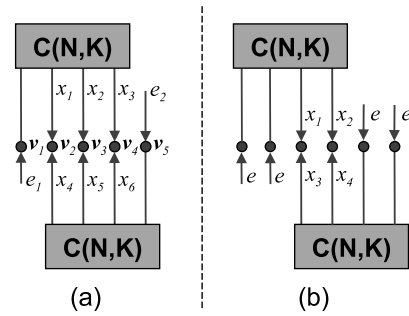 C(N,K) C(N,K)
x1 x2 x3 e2 x1 x2 e e
v1 v2 v3 v4 v5
e1 x4 x5 x6 e e x3 x4
C(N,K) C(N,K)
(a) (b)